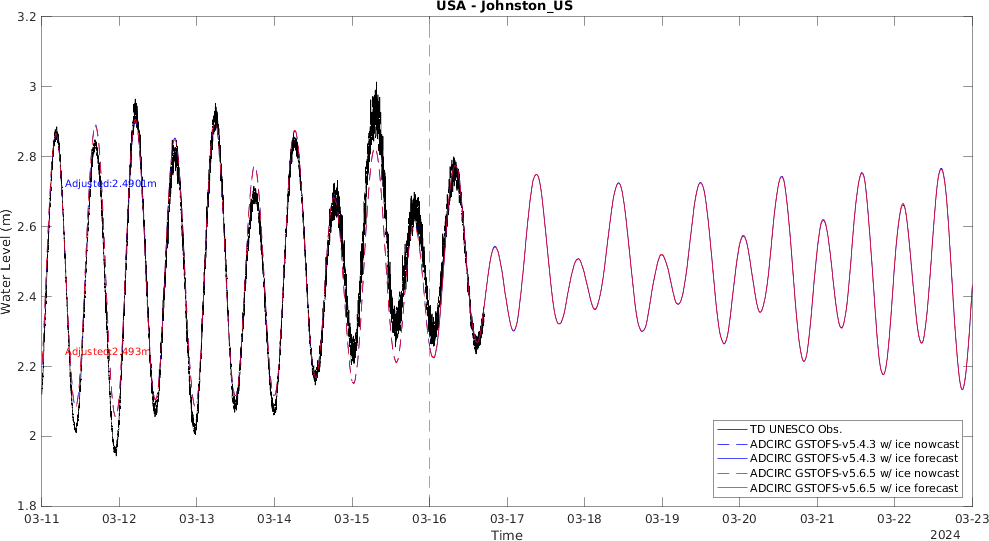 USA - Johnston_US
3.2
3
2.8
2.6
2.4
2.2
2
1.8
Water Level (m)
Adjusted:2.4901m
Adjusted:2.493m
TD UNESCO Obs.
ADCIRC GSTOFS-v5.4.3 w/ ice nowcast
ADCIRC GSTOFS-v5.4.3 w/ ice forecast
ADCIRC GSTOFS-v5.6.5 w/ ice nowcast
ADCIRC GSTOFS-v5.6.5 w/ ice forecast
03-11 03-12 03-13 03-14 03-15 03-16 03-17 03-18 03-19 03-20 03-21 03-22 03-23
Time
2024